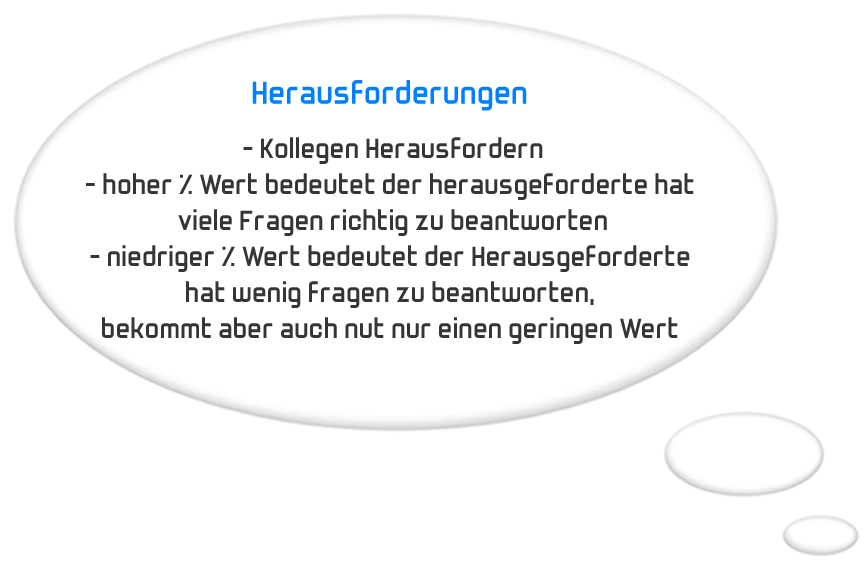 Herausforderungen
- Kollegen Herausfordern
- hoher % Wert bedeutet der herausgeforderte hat
viele Fragen richtig zu beantworten
- niedriger % Wert bedeutet der Herausgeforderte
hat wenig Fragen zu beantworten,
bekommt aber auch nut nur einen geringen Wert